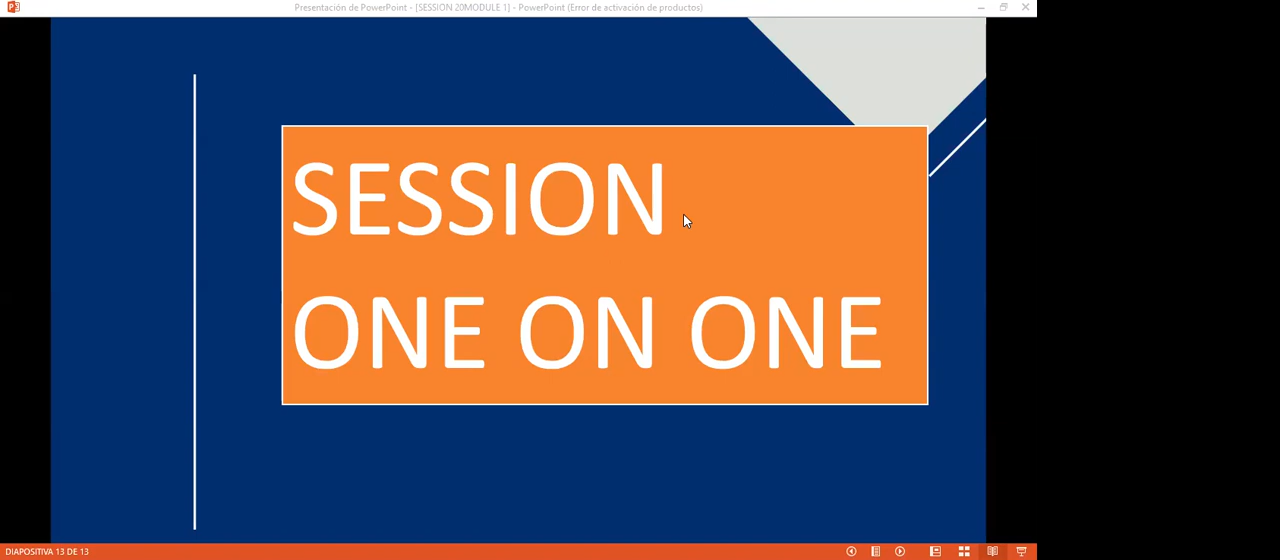 Presentación de PowerPoint - [SESSION 20MODULE 1] - PowerPoint (Error de activación de productos)
SESSION
ONE ON ONE
DIAPOSITIVA 13 DE 13